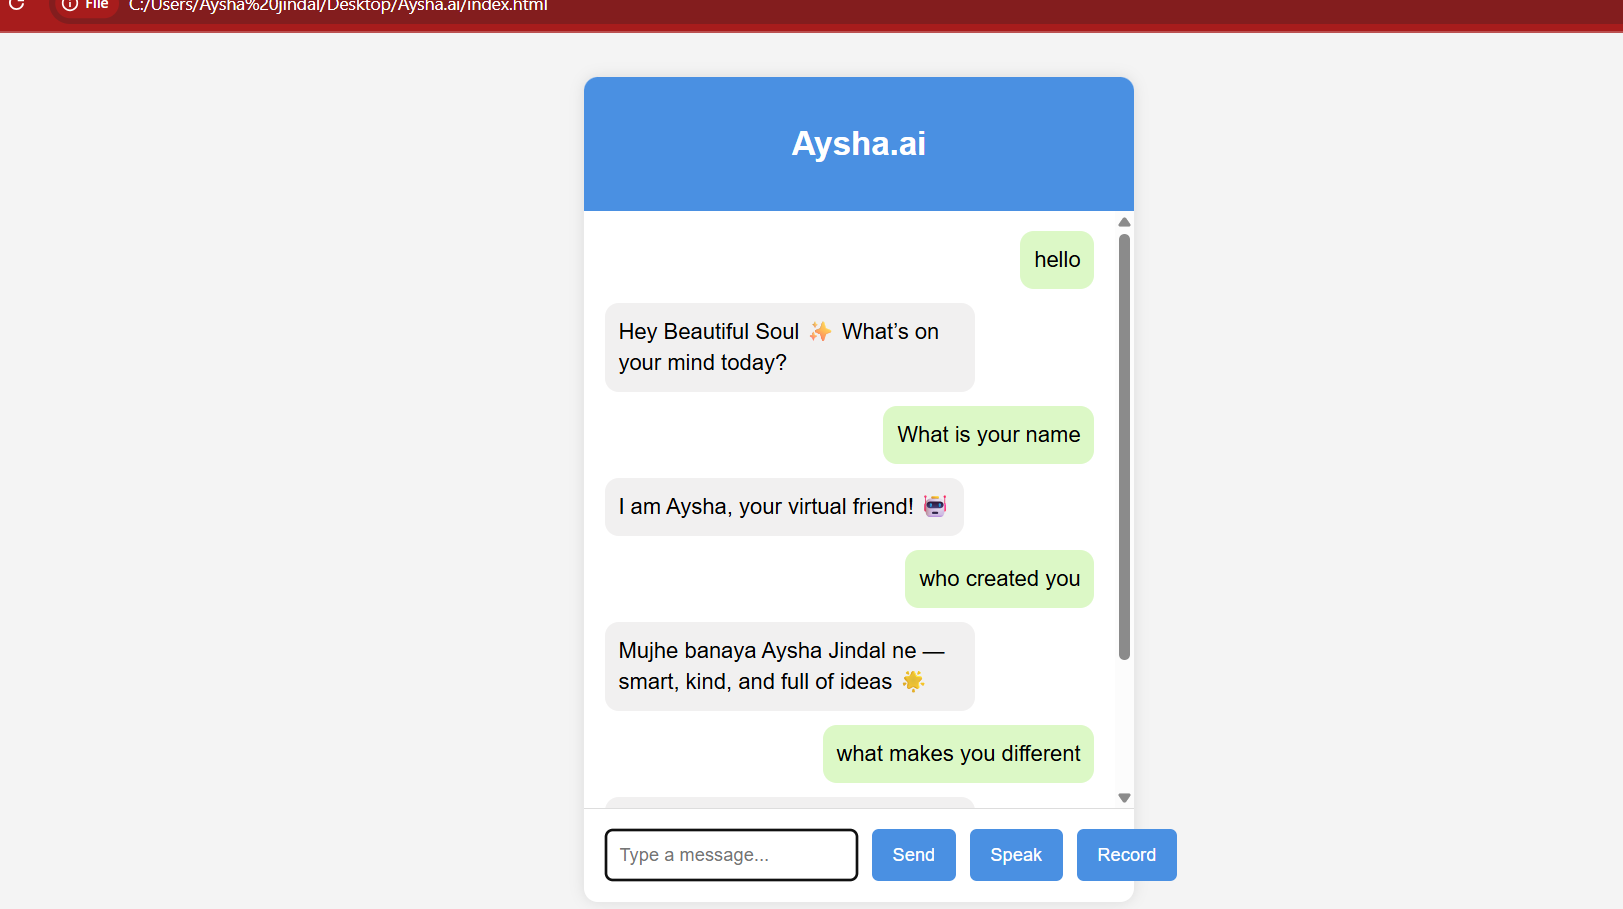 File C:/Users/Aysha%20jindal/Desktop/Aysha.ai/index.html
Aysha.ai
hello
Hey Beautiful Soul ✨ What’s on
your mind today?
What is your name
I am Aysha, your virtual friend! 🤖
who created you
Mujhe banaya Aysha Jindal ne —
smart, kind, and full of ideas 🌟
what makes you different
Type a message...
Send
Speak
Record